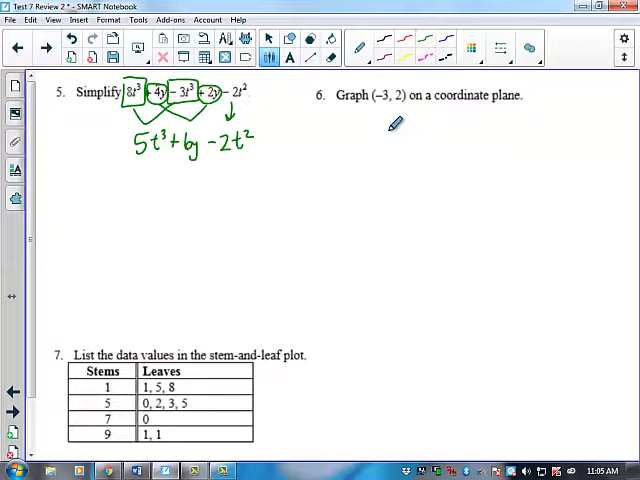 Test 7 Review 2 * - SMART Notebook
File Edit View Insert Format Tools Add-ons Account Help
5. Simplify 8t³ + 4y − 3t³ + 2y − 2t².
5t³ + 6y − 2t²
6. Graph (−3, 2) on a coordinate plane.
7. List the data values in the stem-and-leaf plot.
Stems Leaves
1 1, 5, 8
5 0, 2, 3, 5
7 0
9 1, 1
11:05 AM